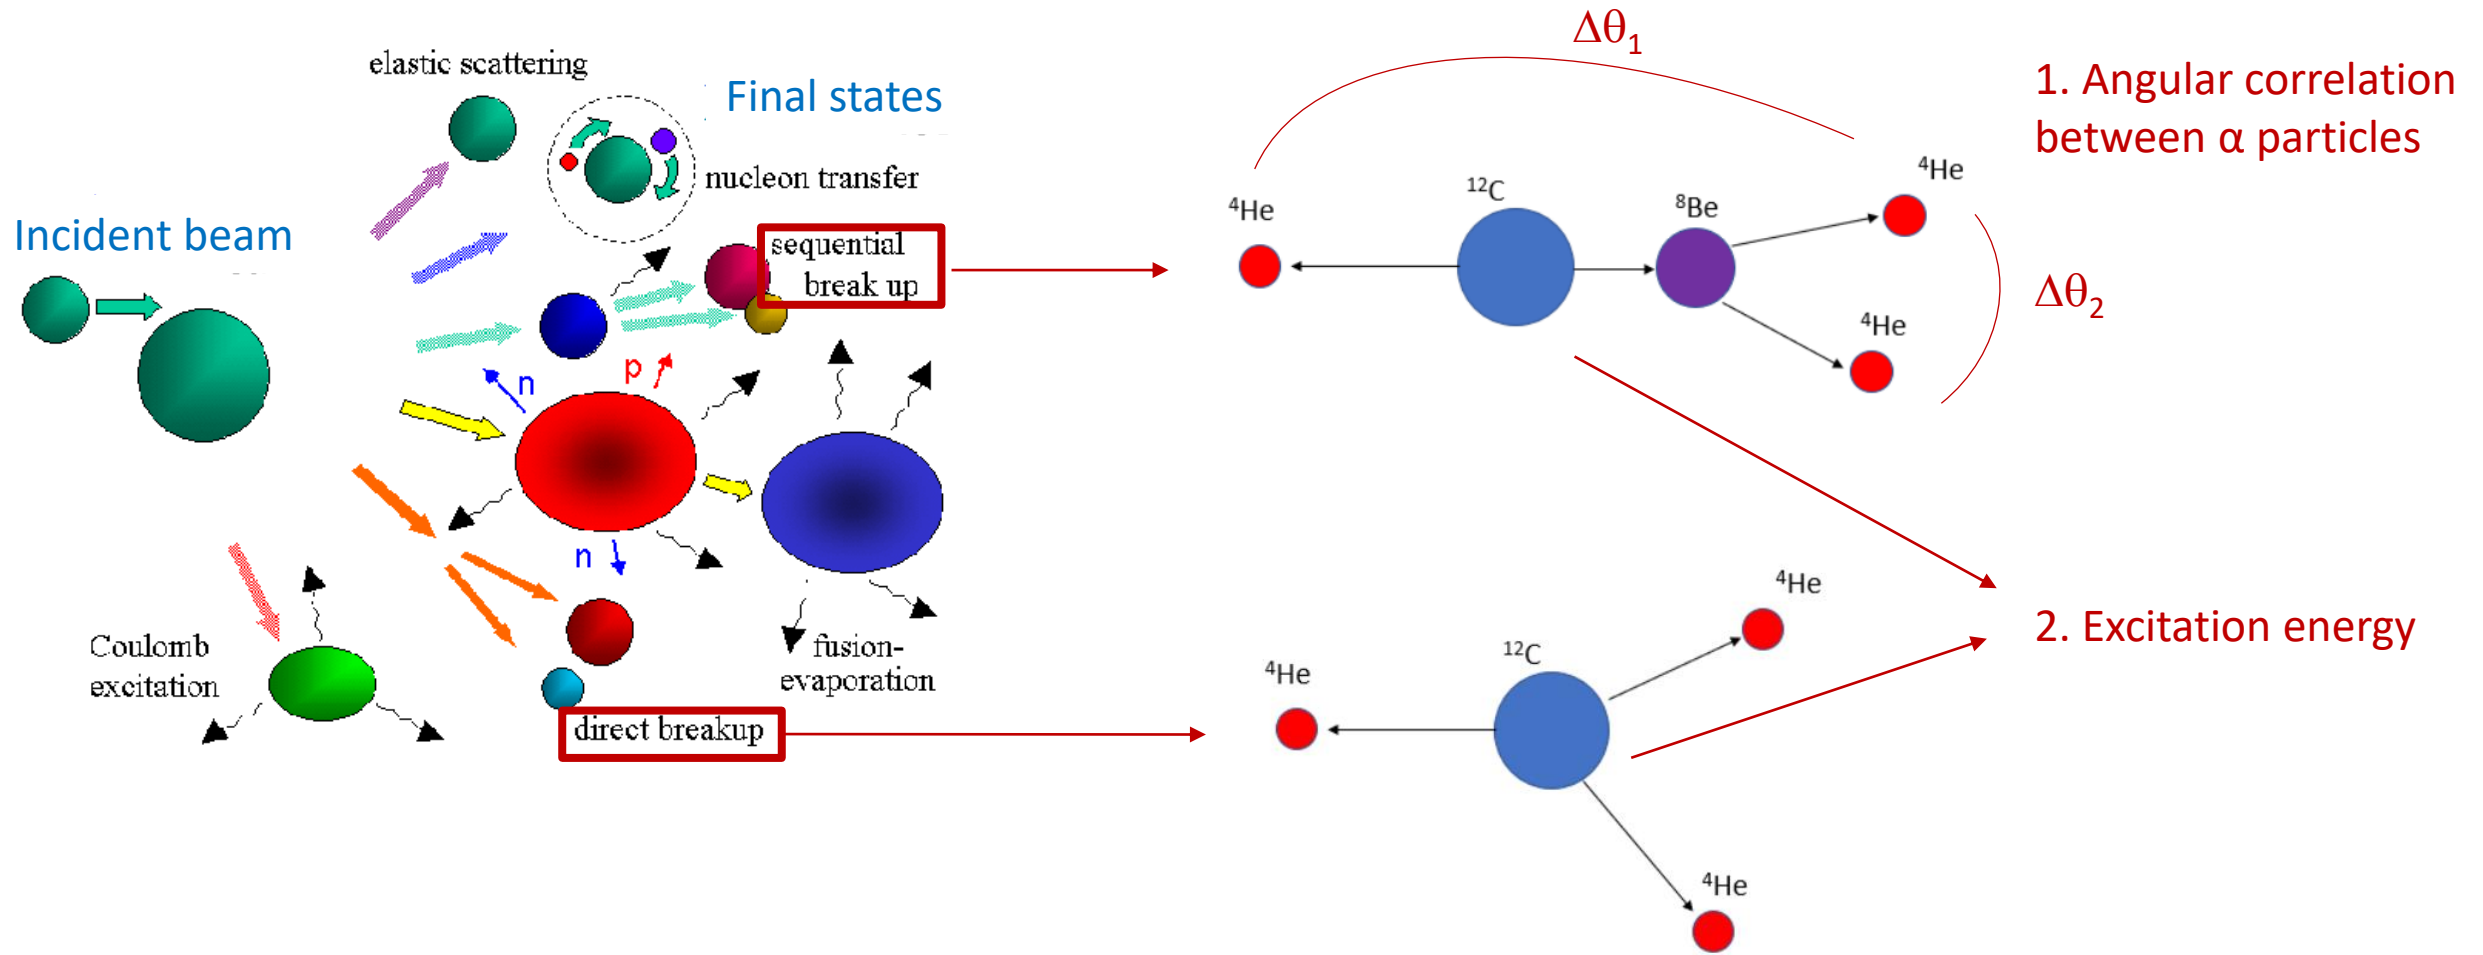 elastic scattering
Final states
nucleon transfer
Incident beam
sequential
break up
n
p
n
Coulomb
excitation
fusion-
evaporation
direct breakup
Δθ1
1. Angular correlation
between α particles
4He
12C
8Be
4He
4He
Δθ2
2. Excitation energy
4He
12C
4He
4He